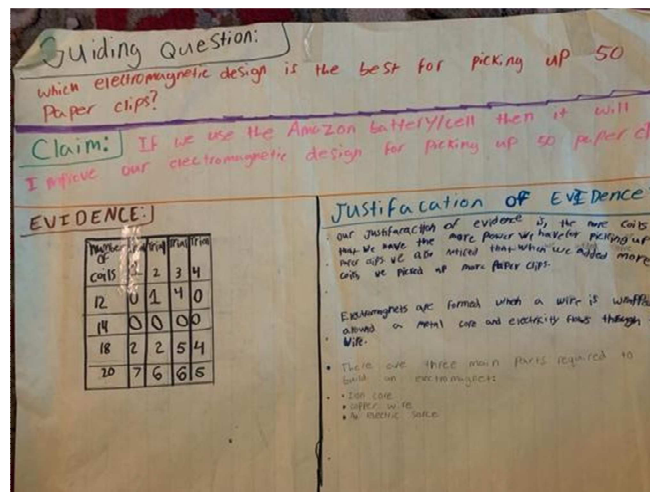 Guiding Question:
which electromagnetic design is the best for picking up 50
Paper clips?
Claim: If we use the Amazon battery/cell then it will
Improve our electromagnetic design for picking up 50 paper cl
EVIDENCE:
Number of coils Trial 1 Trial 2 Trial 3 Trial 4
12 0 1 4 0
14 0 0 0 0
18 2 2 5 4
20 7 6 6 5
Justifacation OF EVIDence
our Justifaraction of evidence is, the more coils
that we have the more power we have for picking up
Paper clips we also noticed that when we added more
coils, we picked up more Paper clips.
Electromagnets are formed when a wire is wrapped
around a metal core and electricity flows through
Wire.
• There are three main parts required to
build an electromagnet:
• Iron core
• copper wire
• An electric sorce